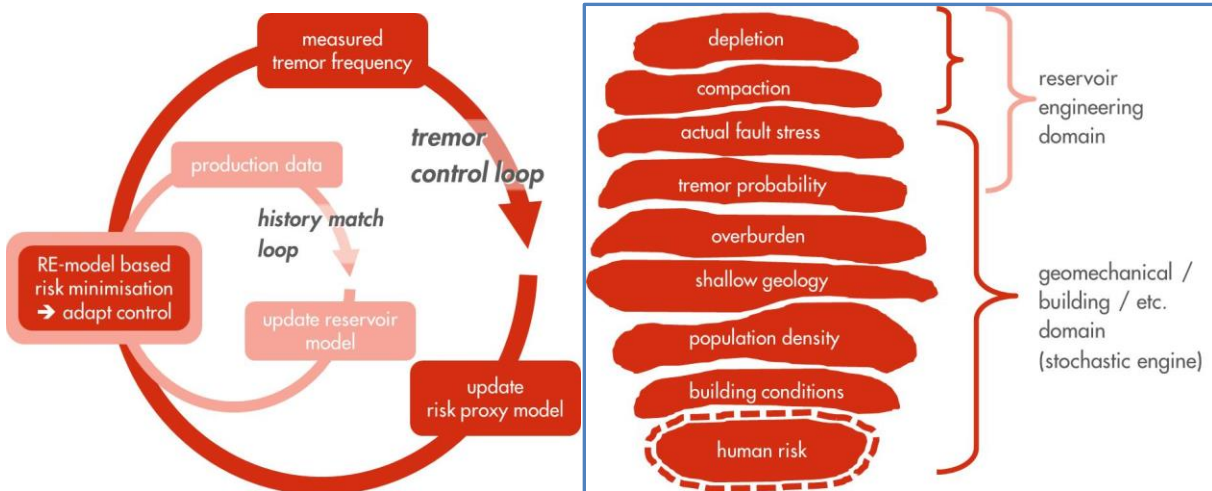 measured
tremor frequency
tremor
control loop
production data
history match
loop
RE-model based
risk minimisation
➔ adapt control
update reservoir
model
update
risk proxy model
depletion
compaction
actual fault stress
tremor probability
overburden
shallow geology
population density
building conditions
human risk
reservoir
engineering
domain
geomechanical /
building / etc.
domain
(stochastic engine)